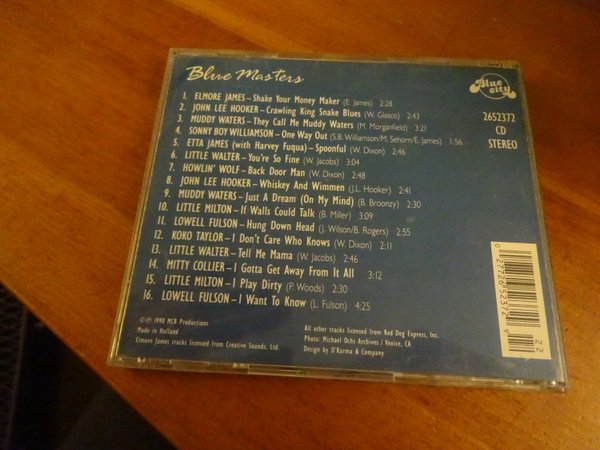 Blue Masters
Blue City
2652372
CD
STEREO
1. ELMORE JAMES – Shake Your Money Maker (E. James) 2:28
2. JOHN LEE HOOKER – Crawling King Snake Blues (W. Glasco) 2:43
3. MUDDY WATERS – They Call Me Muddy Waters (M. Morganfield) 3:21
4. SONNY BOY WILLIAMSON – One Way Out (S.B. Williamson/M. Sehorn/E. James) 1:56
5. ETTA JAMES (with Harvey Fuqua) – Spoonful (W. Dixon) 2:46
6. LITTLE WALTER – You're So Fine (W. Jacobs) 3:04
7. HOWLIN' WOLF – Back Door Man (W. Dixon) 2:48
8. JOHN LEE HOOKER – Whiskey And Wimmen (J.L. Hooker) 2:41
9. MUDDY WATERS – Just A Dream (On My Mind) (B. Broonzy) 2:30
10. LITTLE MILTON – If Walls Could Talk (B. Miller) 3:09
11. LOWELL FULSON – Hung Down Head (J. Wilson/B. Rogers) 2:55
12. KOKO TAYLOR – I Don't Care Who Knows (W. Dixon) 2:11
13. LITTLE WALTER – Tell Me Mama (W. Jacobs) 2:46
14. MITTY COLLIER – I Gotta Get Away From It All 3:12
15. LITTLE MILTON – I Play Dirty (P. Woods) 2:30
16. LOWELL FULSON – I Want To Know (L. Fulson) 4:25
Made in Holland
Elmore James tracks licensed from Creative Sounds, Ltd.
All other tracks licensed from Red Dog Express, Inc.
Photo: Michael Ochs Archives / Venice, CA
Design by O'Karma & Company
22